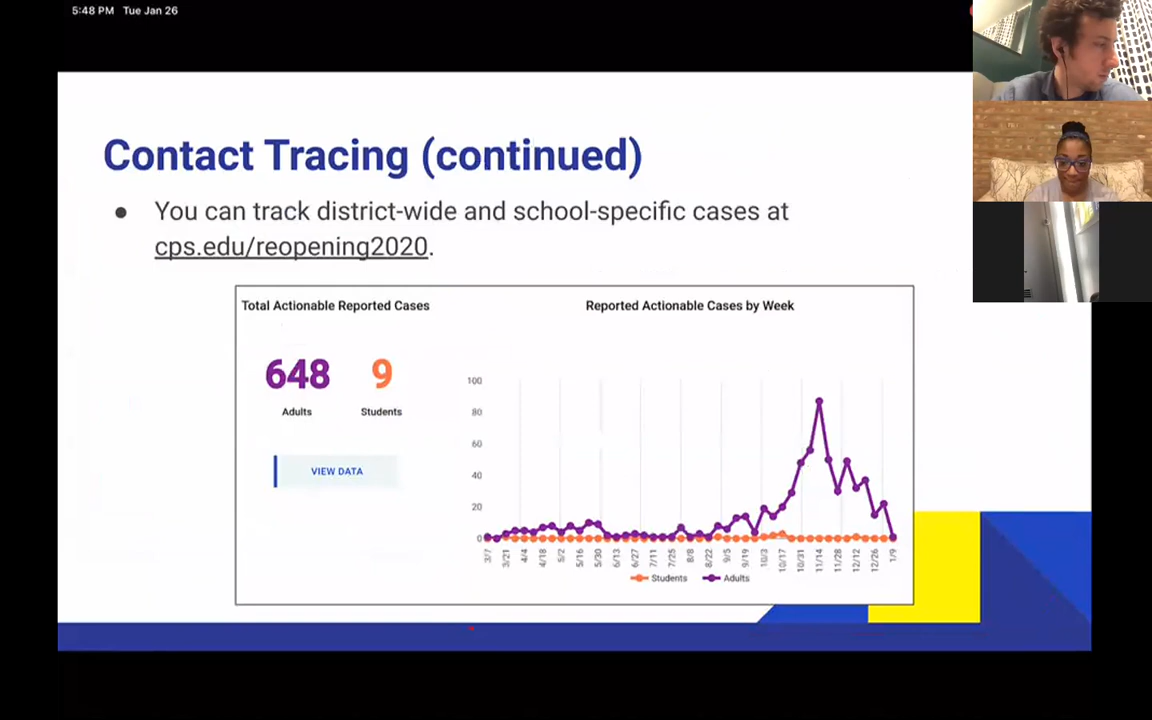 5:48 PM Tue Jan 26
Contact Tracing (continued)
● You can track district-wide and school-specific cases at
cps.edu/reopening2020.
Total Actionable Reported Cases
648 9
Adults Students
VIEW DATA
Reported Actionable Cases by Week
100
80
60
40
20
0
3/7 3/21 4/4 4/18 5/2 5/16 5/30 6/13 6/27 7/11 7/25 8/8 8/22 9/5 9/19 10/3 10/17 10/31 11/14 11/28 12/12 12/26 1/9
Students Adults